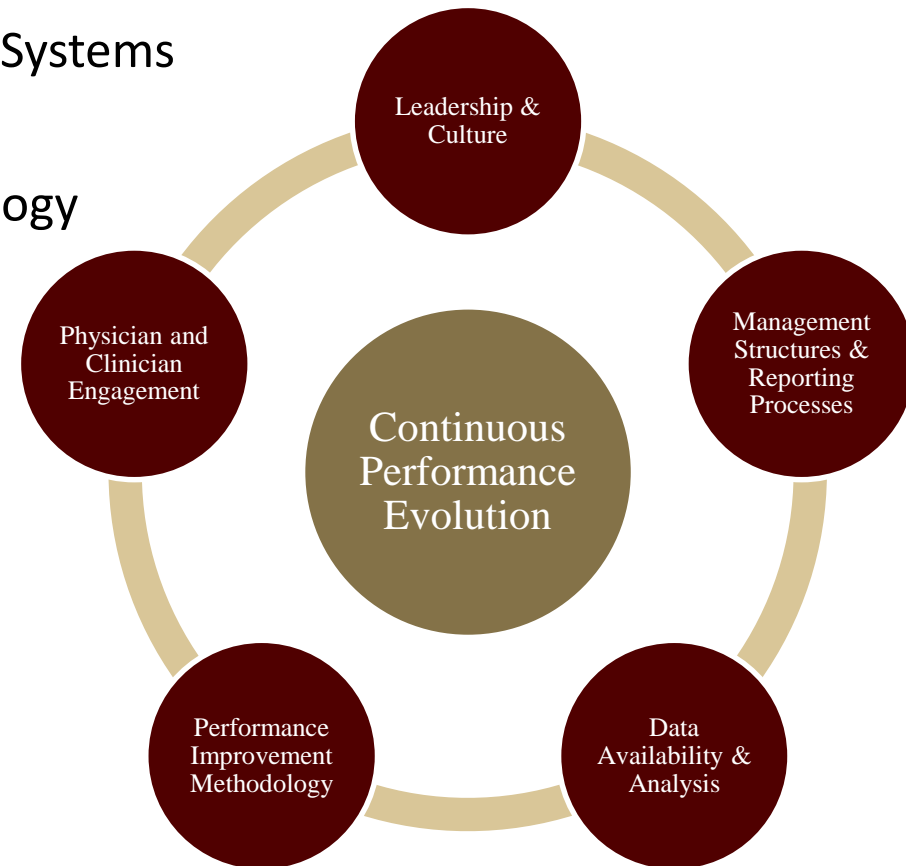 Systems
ogy
Leadership &
Culture
Management
Structures &
Reporting
Processes
Data
Availability &
Analysis
Performance
Improvement
Methodology
Physician and
Clinician
Engagement
Continuous
Performance
Evolution